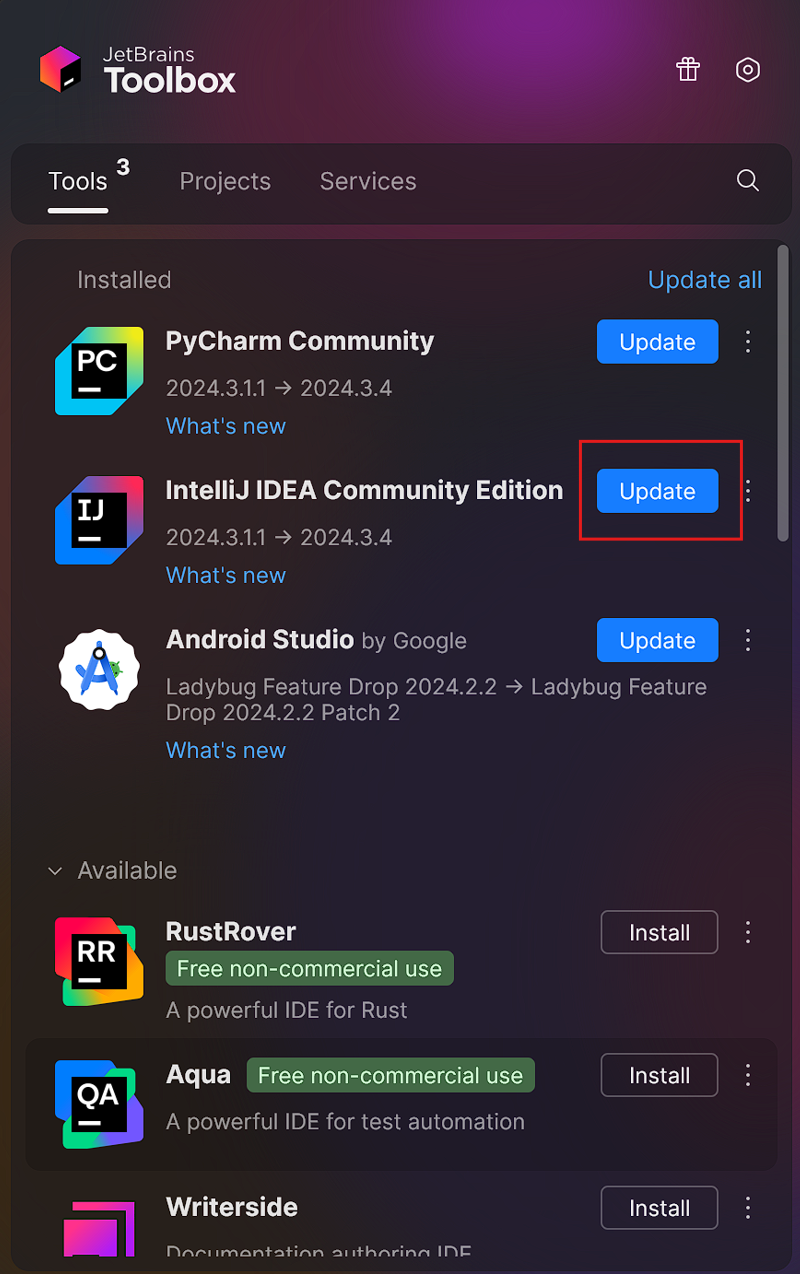 JetBrains
Toolbox
Tools 3 Projects Services
Installed Update all
PC
PyCharm Community Update
2024.3.1.1 → 2024.3.4
What's new
IJ
IntelliJ IDEA Community Edition Update
2024.3.1.1 → 2024.3.4
What's new
Android Studio by Google Update
Ladybug Feature Drop 2024.2.2 → Ladybug Feature
Drop 2024.2.2 Patch 2
What's new
Available
RR
RustRover Install
Free non-commercial use
A powerful IDE for Rust
QA
Aqua Free non-commercial use Install
A powerful IDE for test automation
Writerside Install
Documentation authoring IDE